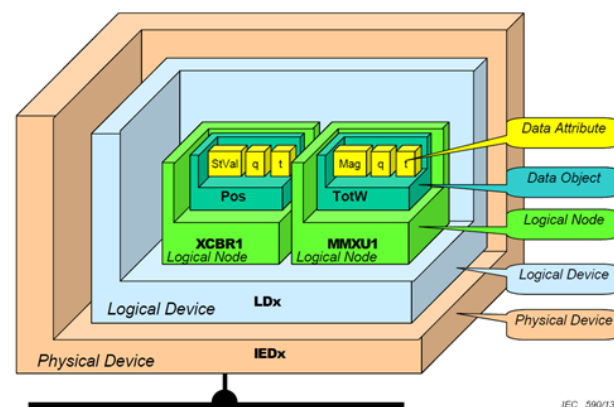 Data Attribute
StVal q t
Mag q t
Data Object
Pos
TotW
Logical Node
XCBR1
Logical Node
MMXU1
Logical Node
Logical Device
LDx
Logical Device
Physical Device
IEDx
Physical Device
IEC 590/13